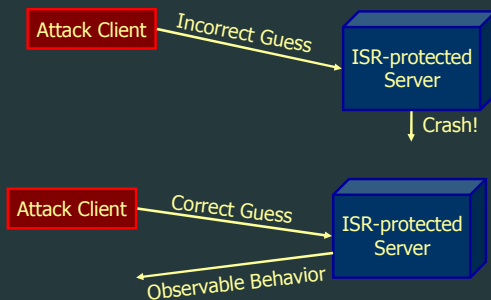 Attack Client
Incorrect Guess
ISR-protected
Server
Crash!
Attack Client
Correct Guess
ISR-protected
Server
Observable Behavior